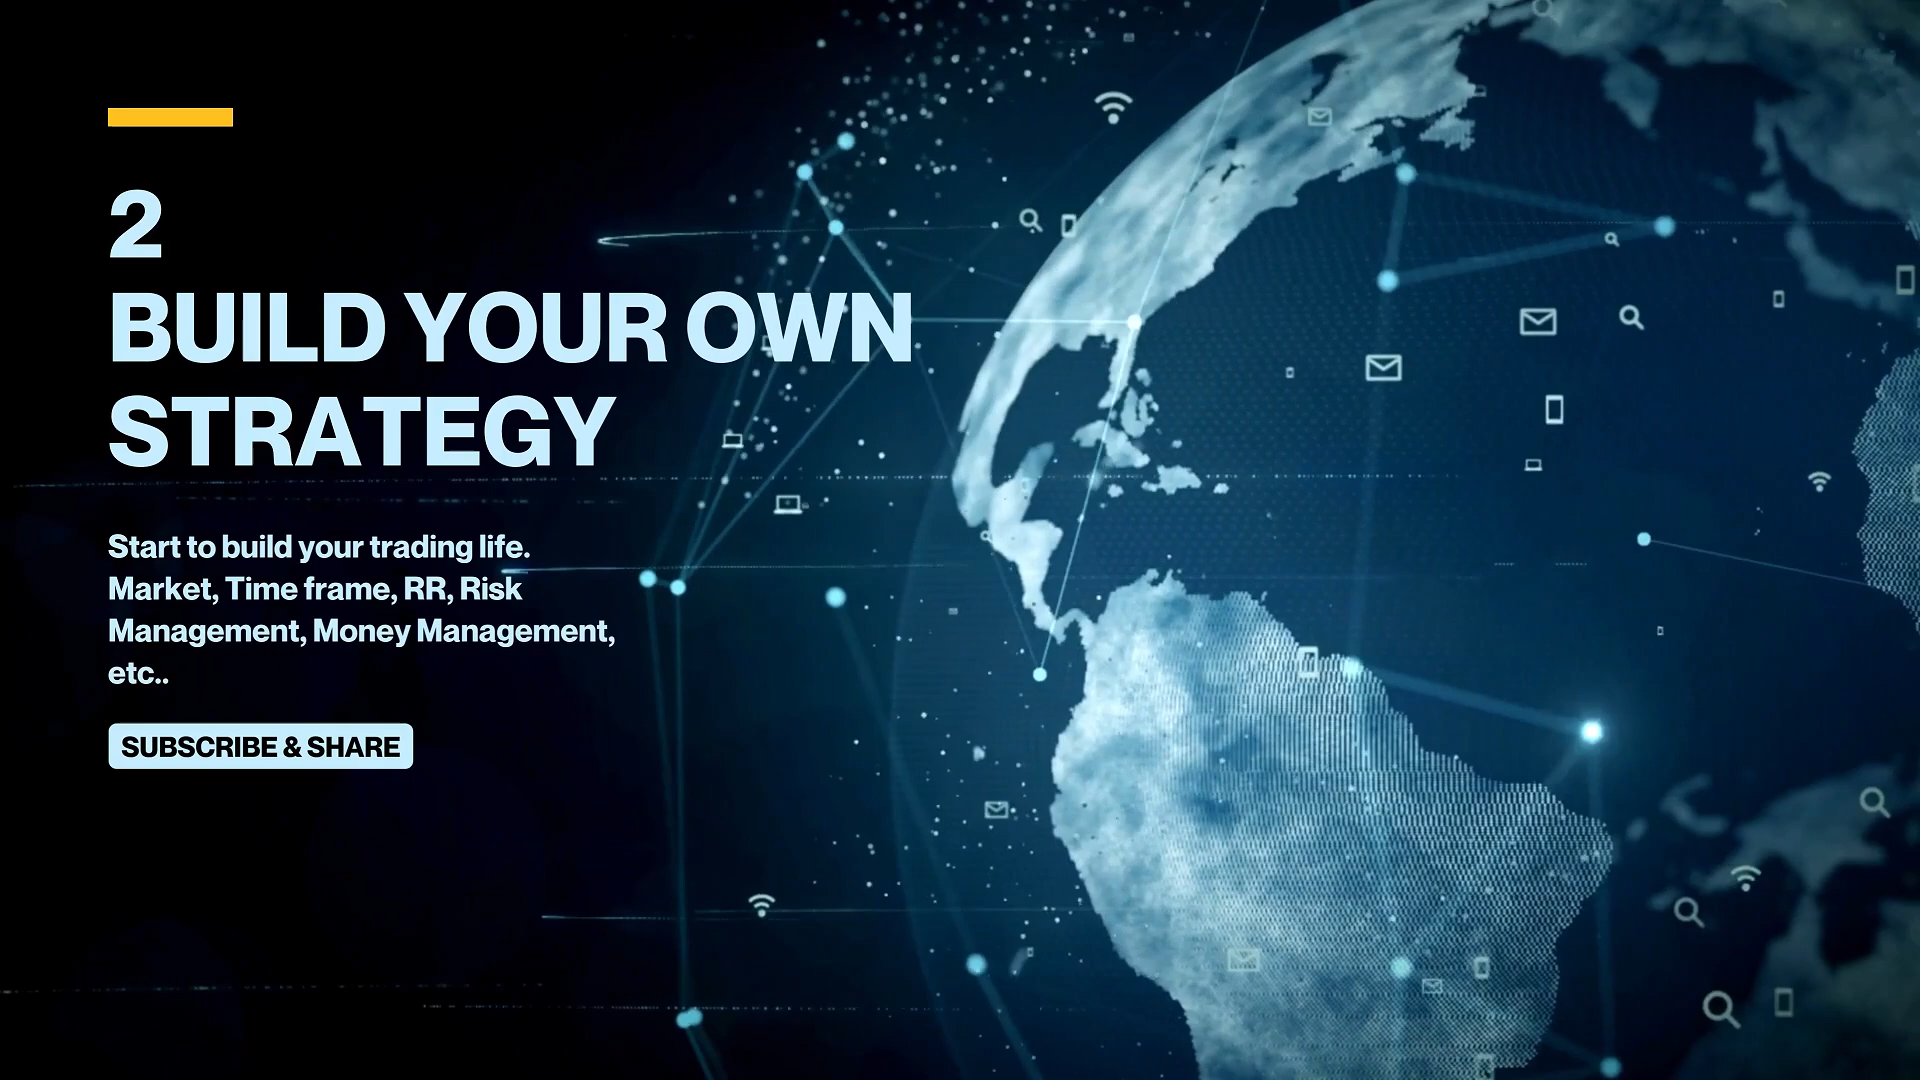 2
BUILD YOUR OWN
STRATEGY
Start to build your trading life.
Market, Time frame, RR, Risk
Management, Money Management,
etc..
SUBSCRIBE & SHARE